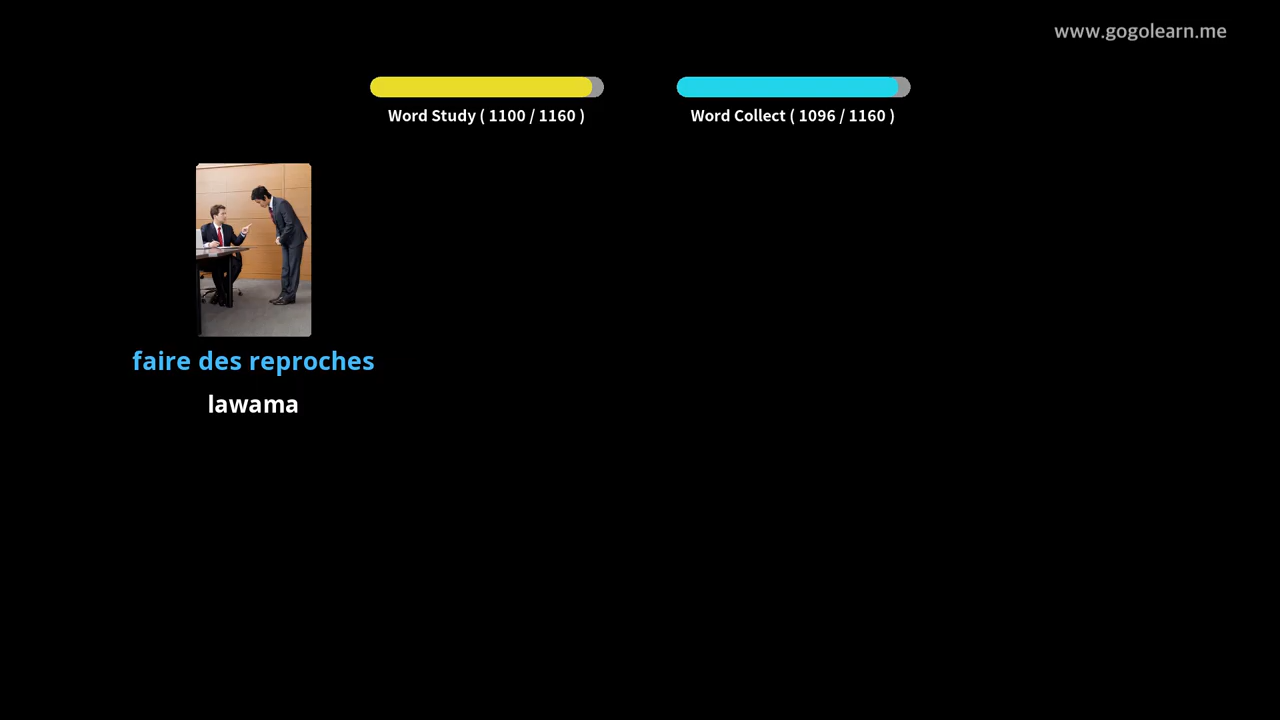 www.gogolearn.me
Word Study ( 1100 / 1160 )
Word Collect ( 1096 / 1160 )
faire des reproches
lawama